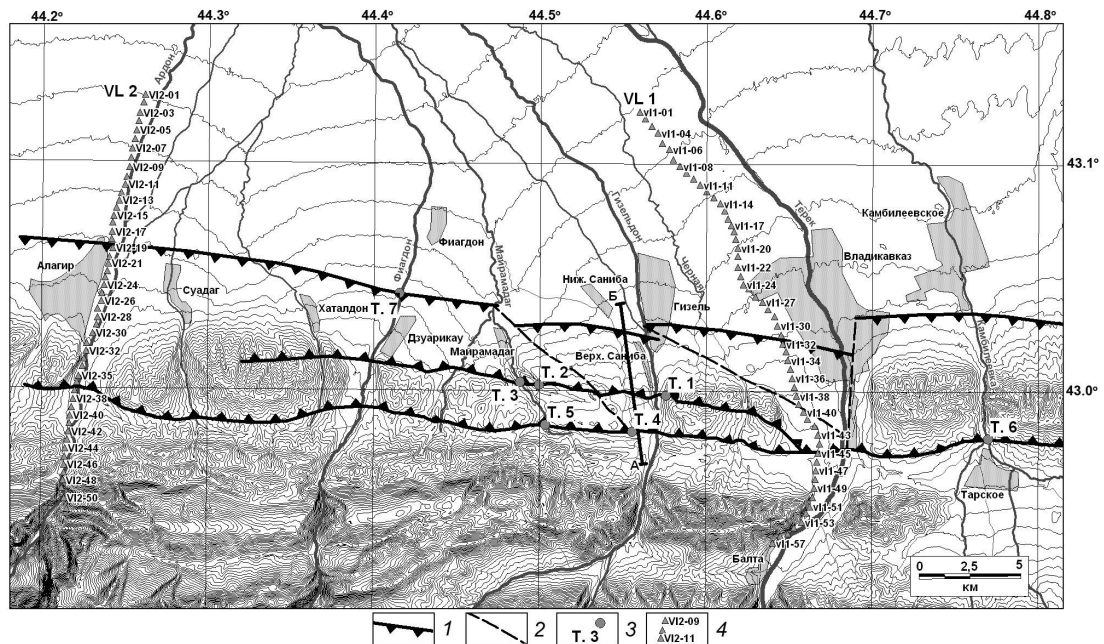 44.2° 44.3° 44.4° 44.5° 44.6° 44.7° 44.8°
VL 2
Ардон
Vl2-01
Vl2-03
Vl2-05
Vl2-07
Vl2-09
Vl2-11
Vl2-13
Vl2-15
Vl2-17
Vl2-19
Vl2-21
Vl2-24
Vl2-26
Vl2-28
Vl2-30
Vl2-32
Vl2-35
Vl2-38
Vl2-40
Vl2-42
Vl2-44
Vl2-46
Vl2-48
Vl2-50
VL 1
vl1-01
vl1-04
vl1-06
vl1-08
vl1-11
vl1-14
vl1-17
vl1-20
vl1-22
vl1-24
vl1-27
vl1-30
vl1-32
vl1-34
vl1-36
vl1-38
vl1-40
vl1-43
vl1-45
vl1-47
vl1-49
vl1-51
vl1-53
vl1-57
43.1°
43.0°
Алагир
Суадаг
Хаталдон
Фиагдон
Фиагдон
Дзуарикау
Майрамадаг
Майрамадаг
Гизельдон
Ниж. Саниба
Верх. Саниба
Гизель
Черная
Терек
Владикавказ
Камбилеевское
Камбилеевка
Тарское
Балта
Т. 7
Т. 2
Т. 3
Т. 1
Т. 5
Т. 4
Т. 6
Б
А
0 2,5 5
км
1
2
Т. 3 3
Vl2-09
Vl2-11
4